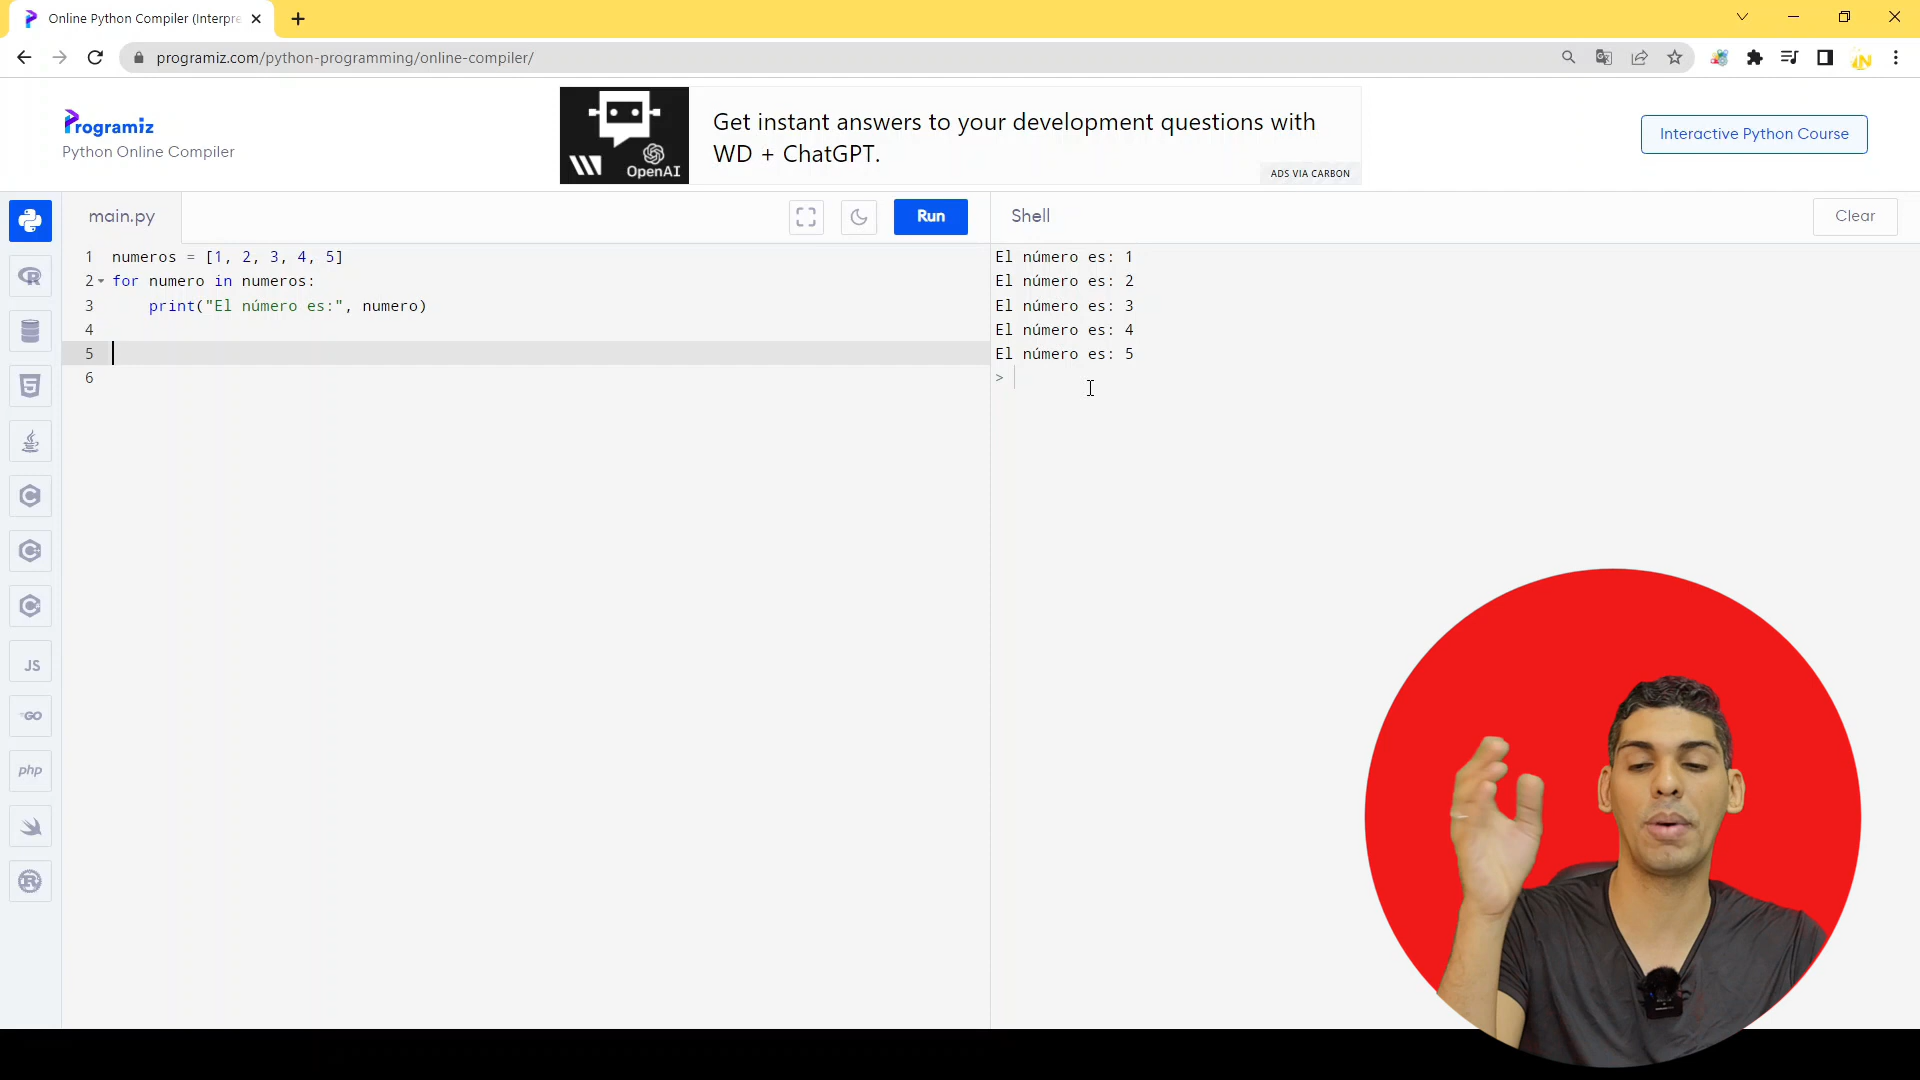 Online Python Compiler (Interpre
programiz.com/python-programming/online-compiler/
Programiz
Python Online Compiler
OpenAI
Get instant answers to your development questions with
WD + ChatGPT.
ADS VIA CARBON
Interactive Python Course
main.py
Run
Shell
Clear
1 numeros = [1, 2, 3, 4, 5]
2 for numero in numeros:
3 print("El número es:", numero)
4
5
6
El número es: 1
El número es: 2
El número es: 3
El número es: 4
El número es: 5
>
JS
GO
php